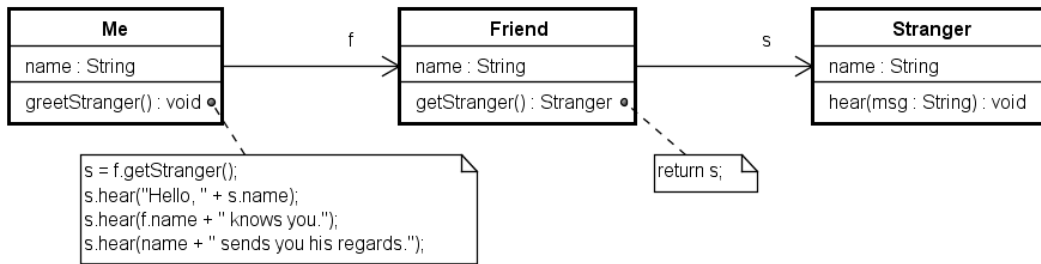 Me
name : String
greetStranger() : void
f
Friend
name : String
getStranger() : Stranger
s
Stranger
name : String
hear(msg : String) : void
s = f.getStranger();
s.hear("Hello, " + s.name);
s.hear(f.name + " knows you.");
s.hear(name + " sends you his regards.");
return s;